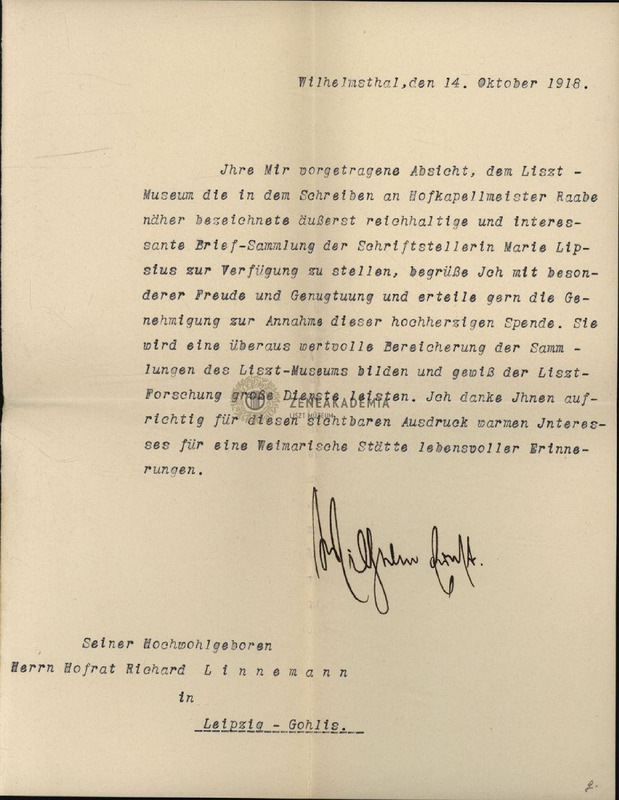 Wilhelmsthal,den 14. Oktober 1918.
Jhre Mir vorgetragene Absicht, dem Liszt -
Museum die in dem Schreiben an Hofkapellmeister Raabe
näher bezeichnete äußerst reichhaltige und interes-
sante Brief-Sammlung der Schriftstellerin Marie Lip-
sius zur Verfügung zu stellen, begrüße Jch mit beson-
derer Freude und Genugtuung und erteile gern die Ge-
nehmigung zur Annahme dieser hochherzigen Spende. Sie
wird eine überaus wertvolle Bereicherung der Samm -
lungen des Liszt-Museums bilden und gewiß der Liszt-
Forschung große Dienste leisten. Jch danke Jhnen auf-
richtig für diesen sichtbaren Ausdruck warmen Jnteres-
ses für eine Weimarische Stätte lebensvoller Erinne-
rungen.
ZENEAKADÉMIA
LISZT MÚZEUM
Wilhelm Ernst.
Seiner Hochwohlgeboren
Herrn Hofrat Richard L i n n e m a n n
in
Leipzig - Gohlis.